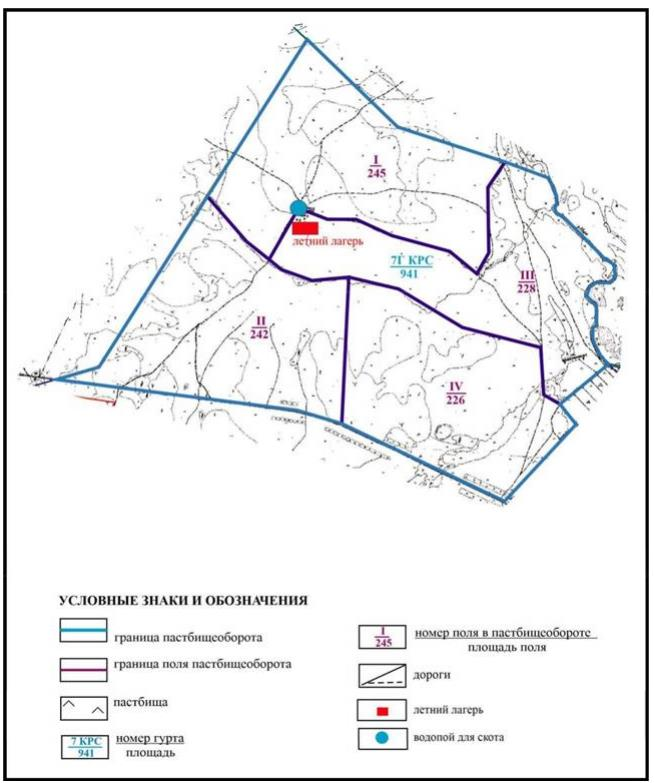 I
245
летний лагерь
7Г КРС
941
III
228
II
242
IV
226
УСЛОВНЫЕ ЗНАКИ И ОБОЗНАЧЕНИЯ
граница пастбищеоборота
граница поля пастбищеоборота
пастбища
7 КРС
941
номер гурта
площадь
I
245
номер поля в пастбищеобороте
площадь поля
дороги
летний лагерь
водопой для скота